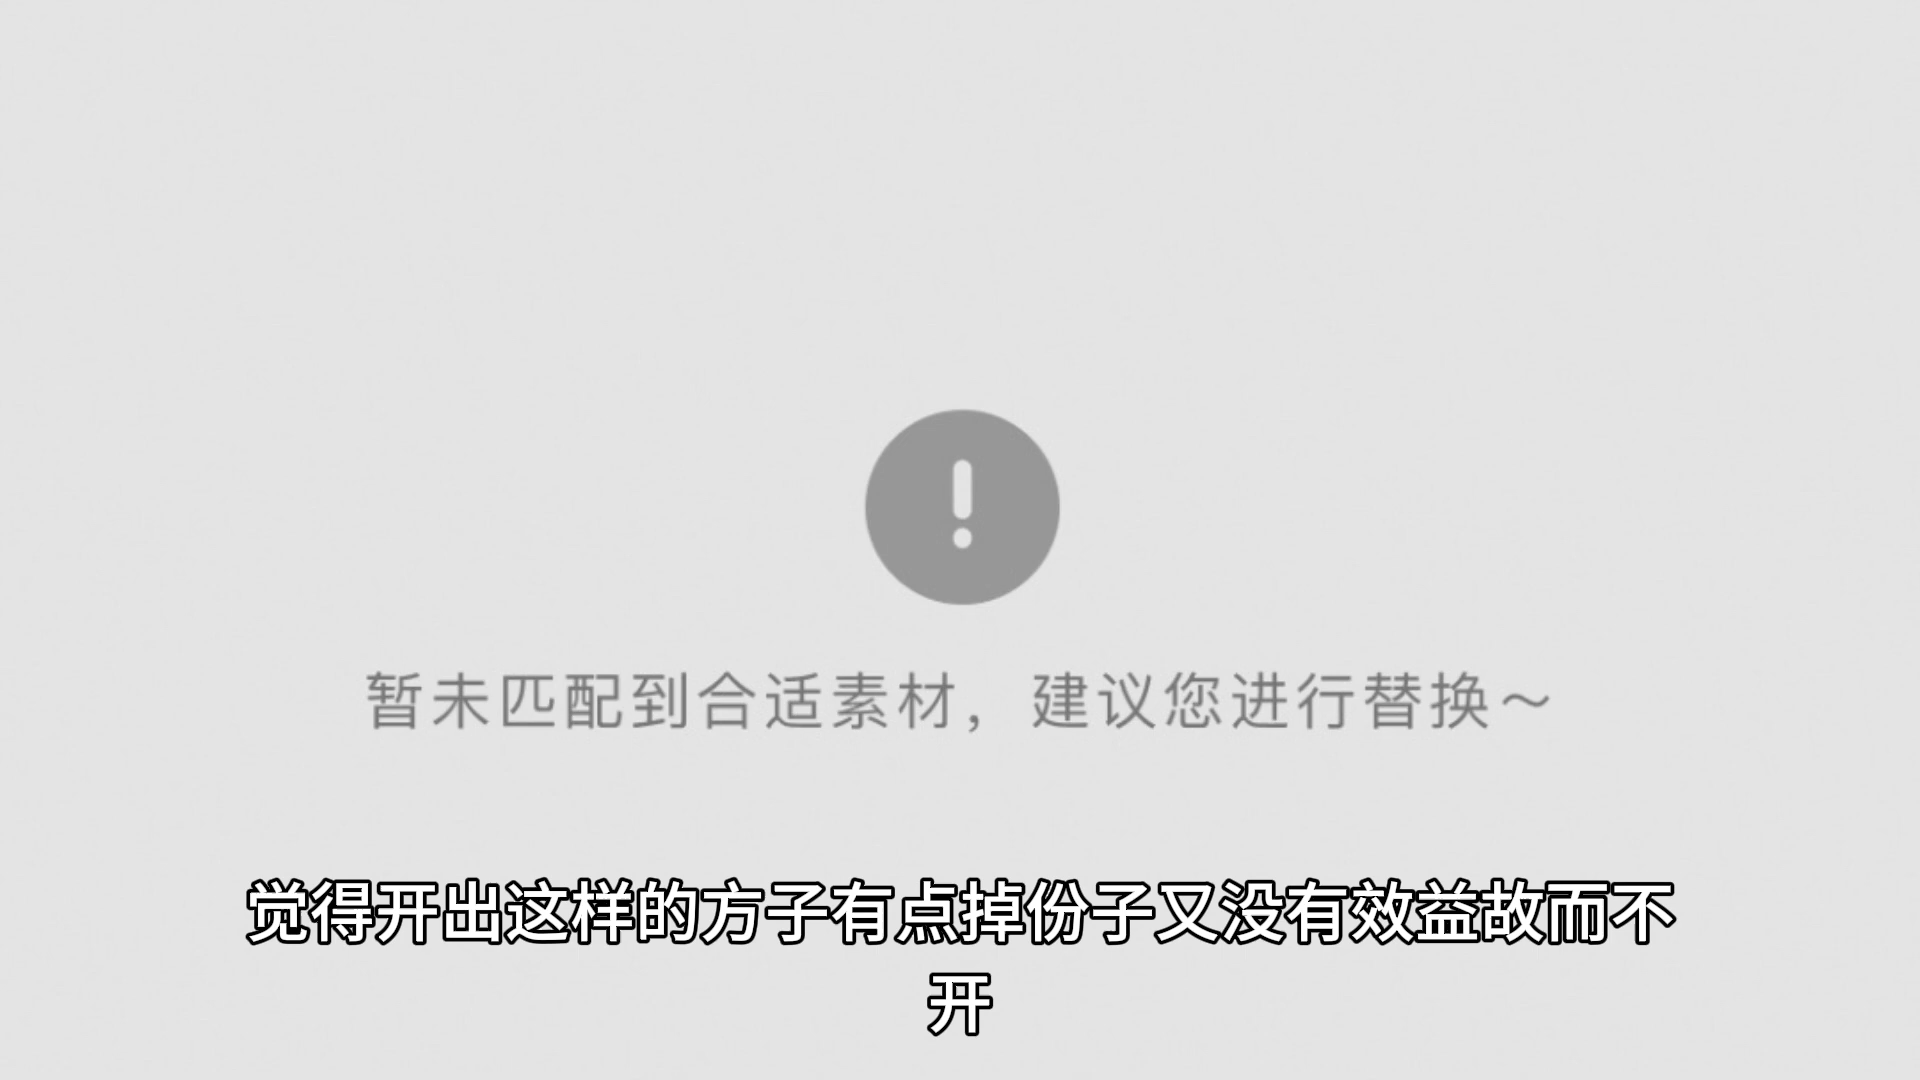 暂未匹配到合适素材，建议您进行替换～
觉得开出这样的方子有点掉份子又没有效益故而不
开